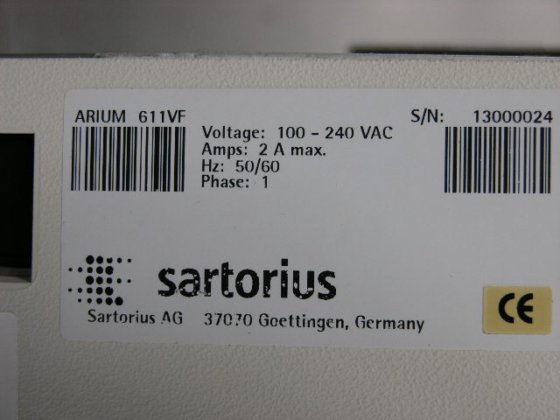 ARIUM 611VF
S/N: 13000024
Voltage: 100 - 240 VAC
Amps: 2 A max.
Hz: 50/60
Phase: 1
sartorius
CE
Sartorius AG 37070 Goettingen, Germany